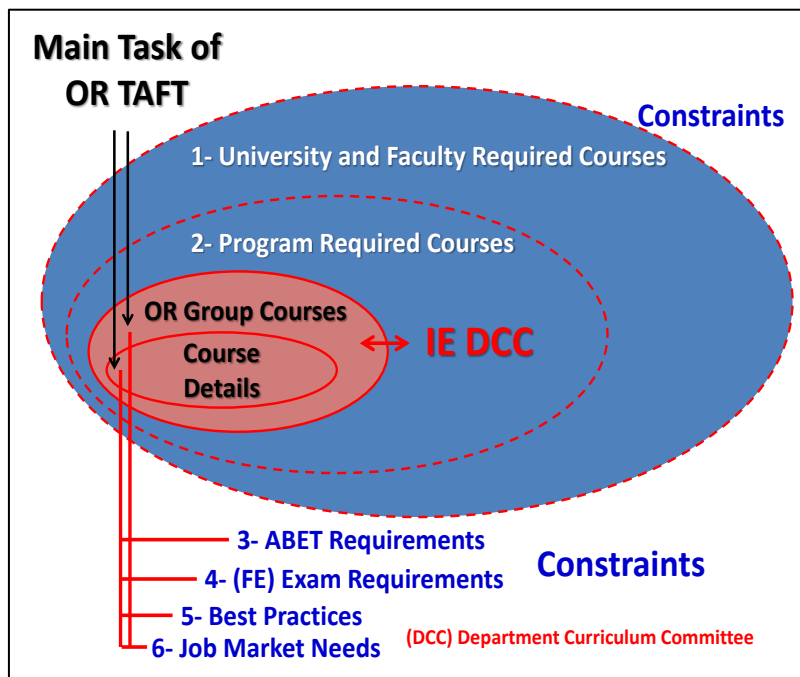 Main Task of
OR TAFT
Constraints
1- University and Faculty Required Courses
2- Program Required Courses
OR Group Courses
IE DCC
Course
Details
3- ABET Requirements
4- (FE) Exam Requirements
Constraints
5- Best Practices
6- Job Market Needs
(DCC) Department Curriculum Committee